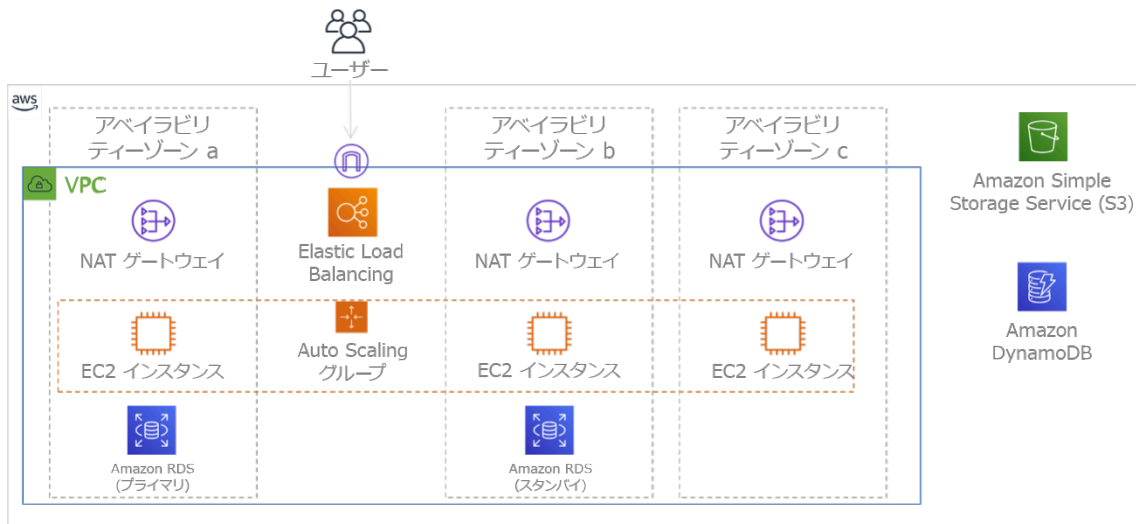 ユーザー
aws
アベイラビリ
ティーゾーン a
アベイラビリ
ティーゾーン b
アベイラビリ
ティーゾーン c
VPC
NAT ゲートウェイ
Elastic Load
Balancing
NAT ゲートウェイ
NAT ゲートウェイ
Amazon Simple
Storage Service (S3)
EC2 インスタンス
Auto Scaling
グループ
EC2 インスタンス
EC2 インスタンス
Amazon
DynamoDB
Amazon RDS
(プライマリ)
Amazon RDS
(スタンバイ)